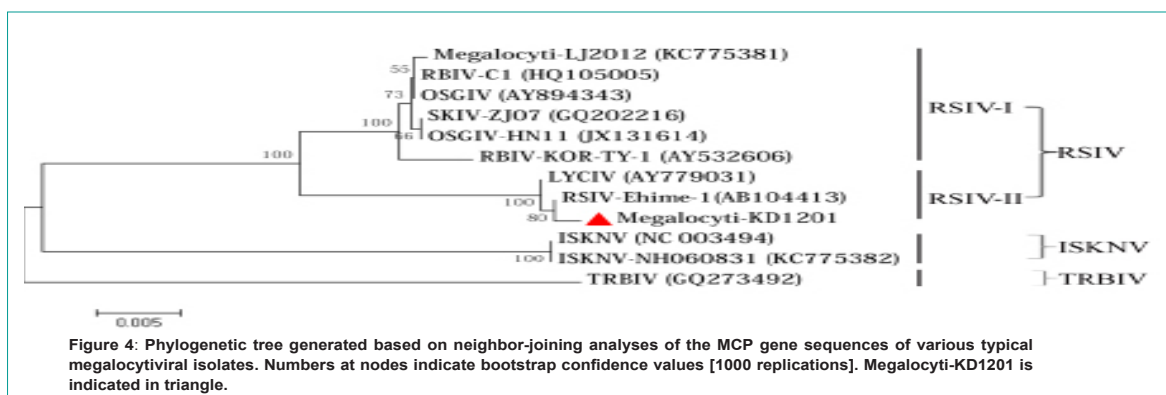 Megalocyti-LJ2012 (KC775381)
55
RBIV-C1 (HQ105005)
73
OSGIV (AY894343)
RSIV-I
SKIV-ZJ07 (GQ202216)
100
66
OSGIV-HN11 (JX131614)
RSIV
100
RBIV-KOR-TY-1 (AY532606)
LYCIV (AY779031)
100
RSIV-Ehime-1(AB104413)
RSIV-II
80
Megalocyti-KD1201
ISKNV (NC 003494)
ISKNV
100
ISKNV-NH060831 (KC775382)
TRBIV (GQ273492)
TRBIV
0.005
Figure 4: Phylogenetic tree generated based on neighbor-joining analyses of the MCP gene sequences of various typical
megalocytiviral isolates. Numbers at nodes indicate bootstrap confidence values [1000 replications]. Megalocyti-KD1201 is
indicated in triangle.